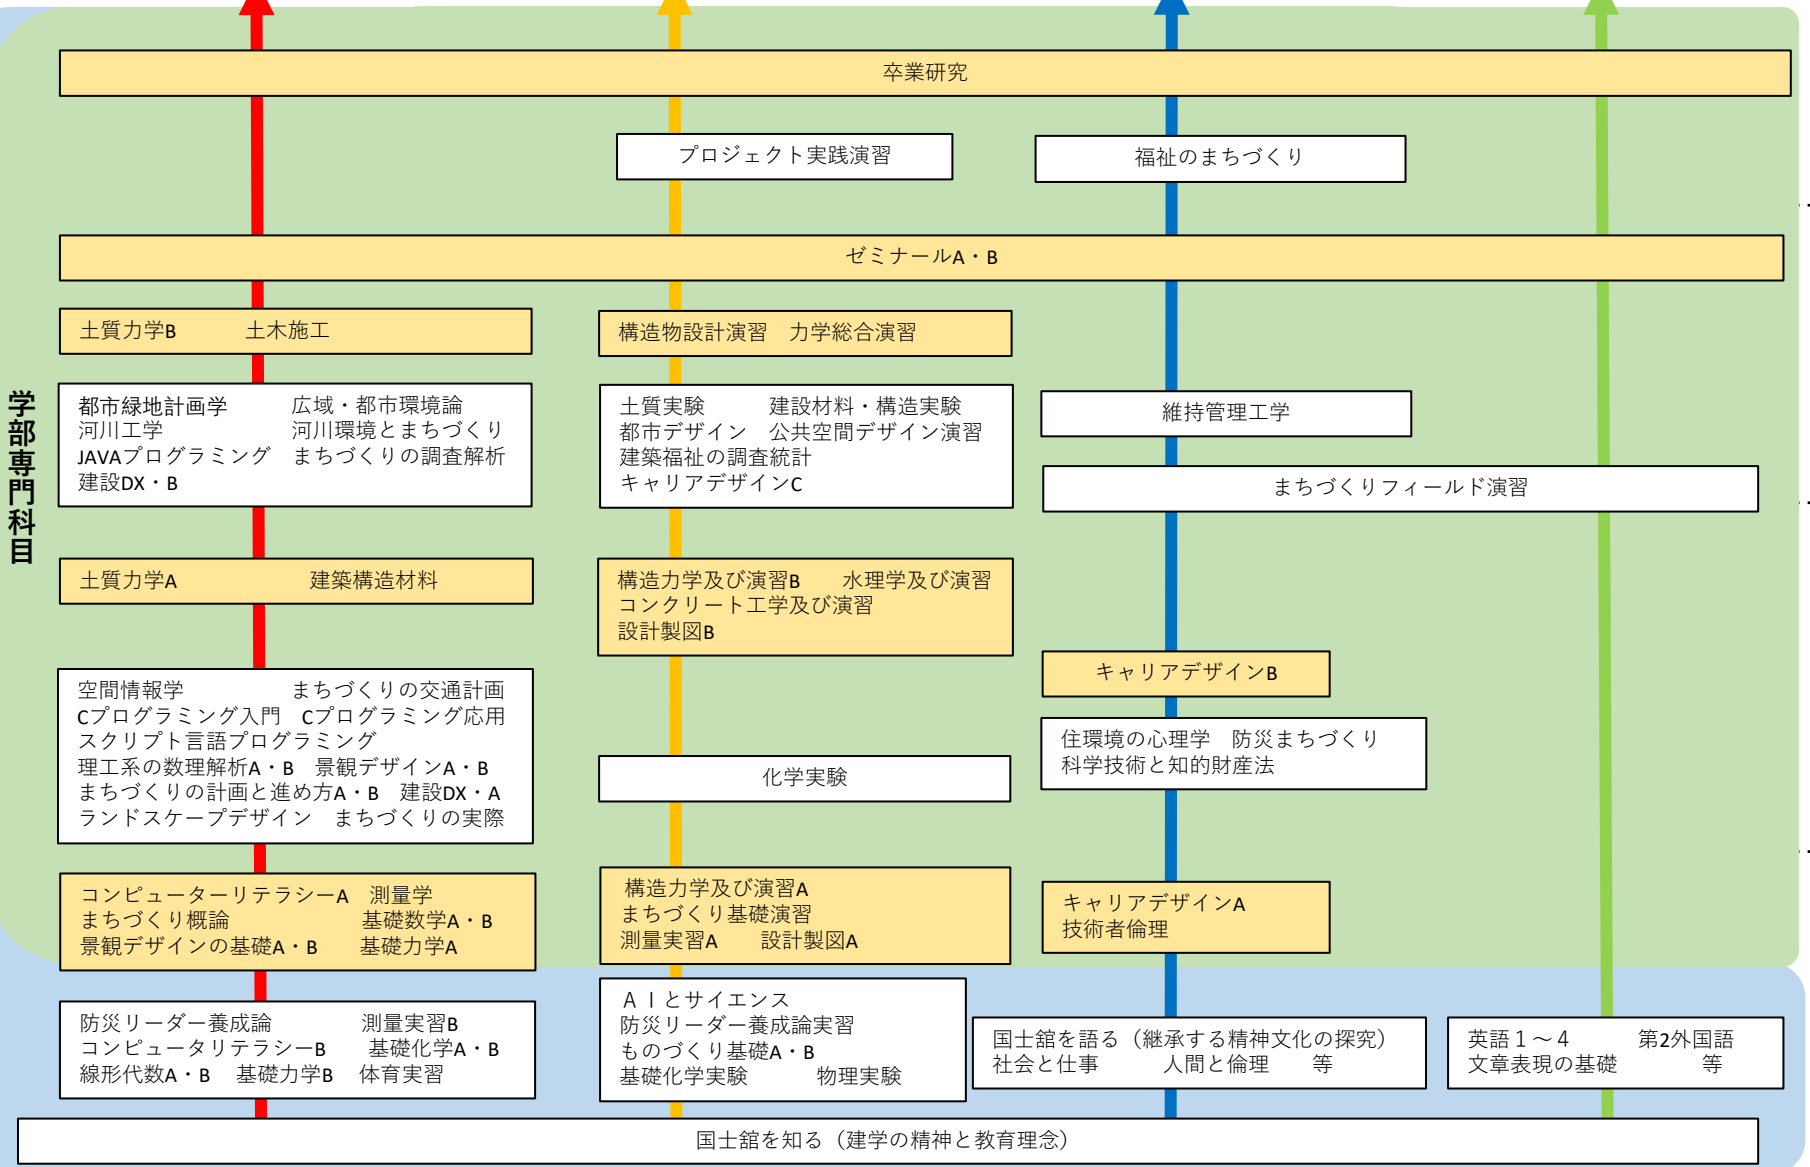 卒業研究
プロジェクト実践演習
福祉のまちづくり
ゼミナールA・B
土質力学B 土木施工
構造物設計演習 力学総合演習
学部専門科目
都市緑地計画学 広域・都市環境論
河川工学 河川環境とまちづくり
JAVAプログラミング まちづくりの調査解析
建設DX・B
土質実験 建設材料・構造実験
都市デザイン 公共空間デザイン演習
建築福祉の調査統計
キャリアデザインC
維持管理工学
まちづくりフィールド演習
土質力学A 建築構造材料
構造力学及び演習B 水理学及び演習
コンクリート工学及び演習
設計製図B
キャリアデザインB
空間情報学 まちづくりの交通計画
Cプログラミング入門 Cプログラミング応用
スクリプト言語プログラミング
理工系の数理解析A・B 景観デザインA・B
まちづくりの計画と進め方A・B 建設DX・A
ランドスケープデザイン まちづくりの実際
化学実験
住環境の心理学 防災まちづくり
科学技術と知的財産法
コンピューターリテラシーA 測量学
まちづくり概論 基礎数学A・B
景観デザインの基礎A・B 基礎力学A
構造力学及び演習A
まちづくり基礎演習
測量実習A 設計製図A
キャリアデザインA
技術者倫理
防災リーダー養成論 測量実習B
コンピュータリテラシーB 基礎化学A・B
線形代数A・B 基礎力学B 体育実習
ＡＩとサイエンス
防災リーダー養成論実習
ものづくり基礎A・B
基礎化学実験 物理実験
国士舘を語る（継承する精神文化の探究）
社会と仕事 人間と倫理 等
英語１～４ 第2外国語
文章表現の基礎 等
国士舘を知る（建学の精神と教育理念）